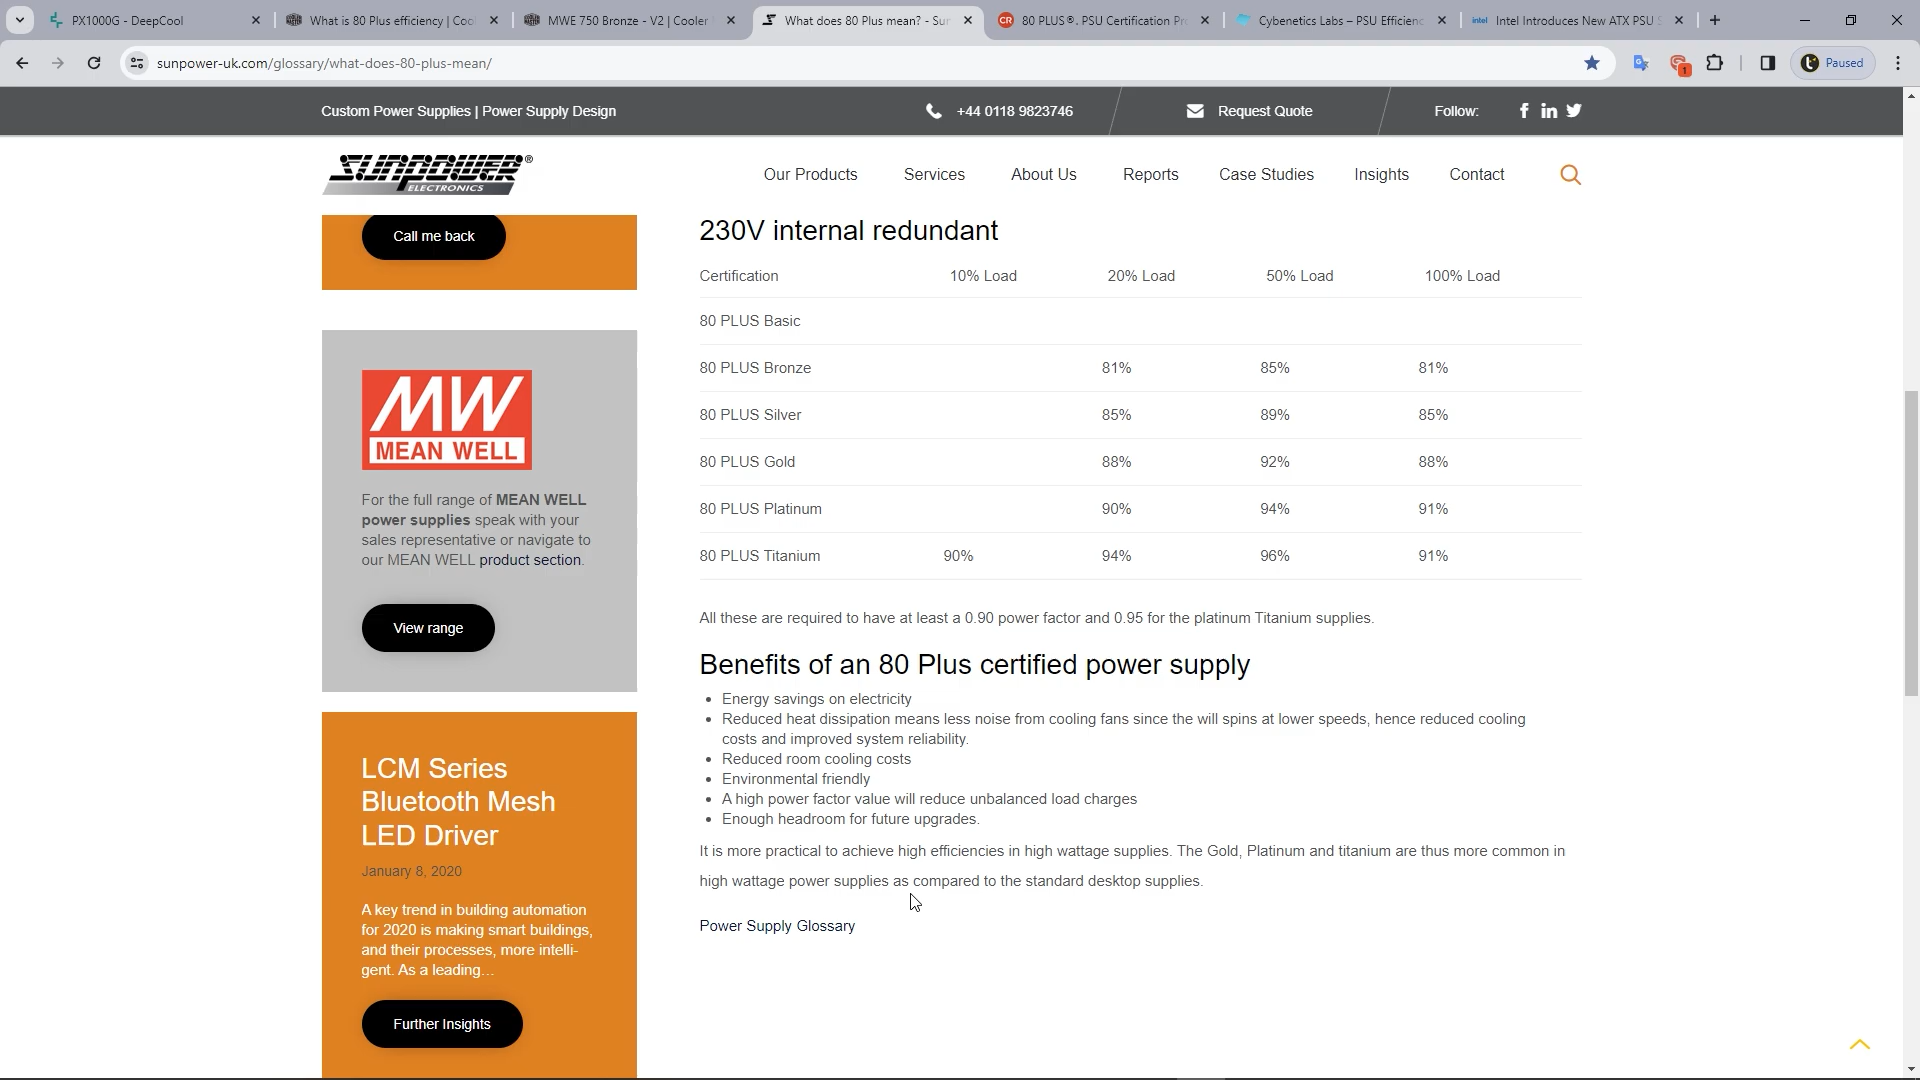 PX1000G - DeepCool
What is 80 Plus efficiency | Coo
MWE 750 Bronze - V2 | Cooler
What does 80 Plus mean? - Sun
80 PLUS®. PSU Certification Pr
Cybenetics Labs – PSU Efficienc
Intel Introduces New ATX PSU S
sunpower-uk.com/glossary/what-does-80-plus-mean/
1
Paused
Custom Power Supplies | Power Supply Design
+44 0118 9823746
Request Quote
Follow:
SUNPOWER®
ELECTRONICS
Our Products
Services
About Us
Reports
Case Studies
Insights
Contact
Call me back
MW
MEAN WELL
For the full range of MEAN WELL
power supplies speak with your
sales representative or navigate to
our MEAN WELL product section.
View range
LCM Series
Bluetooth Mesh
LED Driver
January 8, 2020
A key trend in building automation
for 2020 is making smart buildings,
and their processes, more intelli-
gent. As a leading…
Further Insights
230V internal redundant
Certification 10% Load 20% Load 50% Load 100% Load
80 PLUS Basic
80 PLUS Bronze 81% 85% 81%
80 PLUS Silver 85% 89% 85%
80 PLUS Gold 88% 92% 88%
80 PLUS Platinum 90% 94% 91%
80 PLUS Titanium 90% 94% 96% 91%
All these are required to have at least a 0.90 power factor and 0.95 for the platinum Titanium supplies.
Benefits of an 80 Plus certified power supply
• Energy savings on electricity
• Reduced heat dissipation means less noise from cooling fans since the will spins at lower speeds, hence reduced cooling
costs and improved system reliability.
• Reduced room cooling costs
• Environmental friendly
• A high power factor value will reduce unbalanced load charges
• Enough headroom for future upgrades.
It is more practical to achieve high efficiencies in high wattage supplies. The Gold, Platinum and titanium are thus more common in
high wattage power supplies as compared to the standard desktop supplies.
Power Supply Glossary